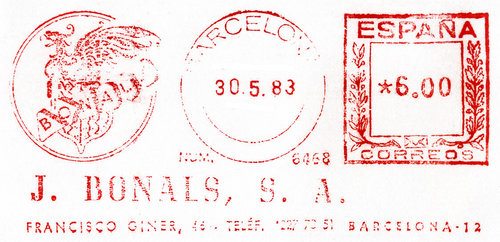 BONALS
BARCELONA
30.5.83
NUM. 6468
ESPAÑA
*6.00
CORREOS
J. BONALS, S. A.
FRANCISCO GINER, 46 - TELÉF. 227 73 51 BARCELONA-12